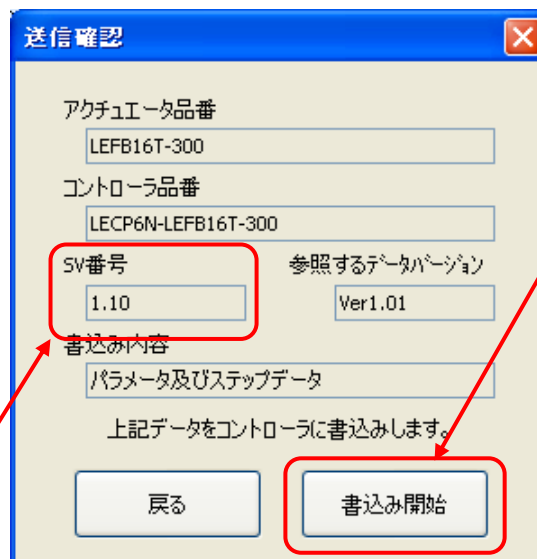 送信確認
アクチュエータ品番
LEFB16T-300
コントローラ品番
LECP6N-LEFB16T-300
SV番号 参照するデータバージョン
1.10 Ver1.01
書込み内容
パラメータ及びステップデータ
上記データをコントローラに書込みします。
戻る 書込み開始